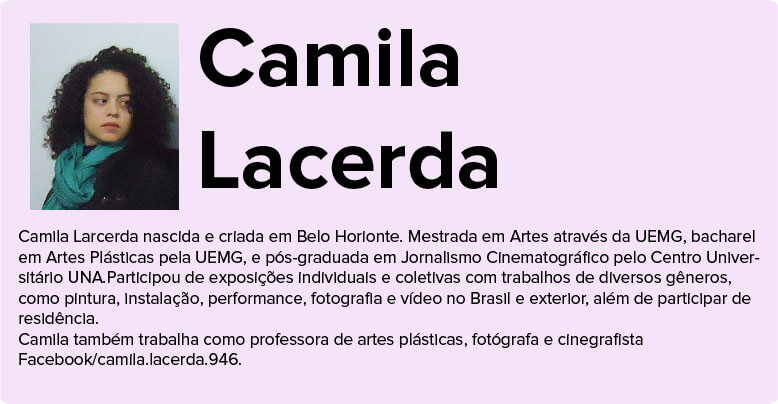 Camila
Lacerda
Camila Larcerda nascida e criada em Belo Horionte. Mestrada em Artes através da UEMG, bacharel
em Artes Plásticas pela UEMG, e pós-graduada em Jornalismo Cinematográfico pelo Centro Univer-
sitário UNA.Participou de exposições individuais e coletivas com trabalhos de diversos gêneros,
como pintura, instalação, performance, fotografia e vídeo no Brasil e exterior, além de participar de
residência.
Camila também trabalha como professora de artes plásticas, fotógrafa e cinegrafista
Facebook/camila.lacerda.946.